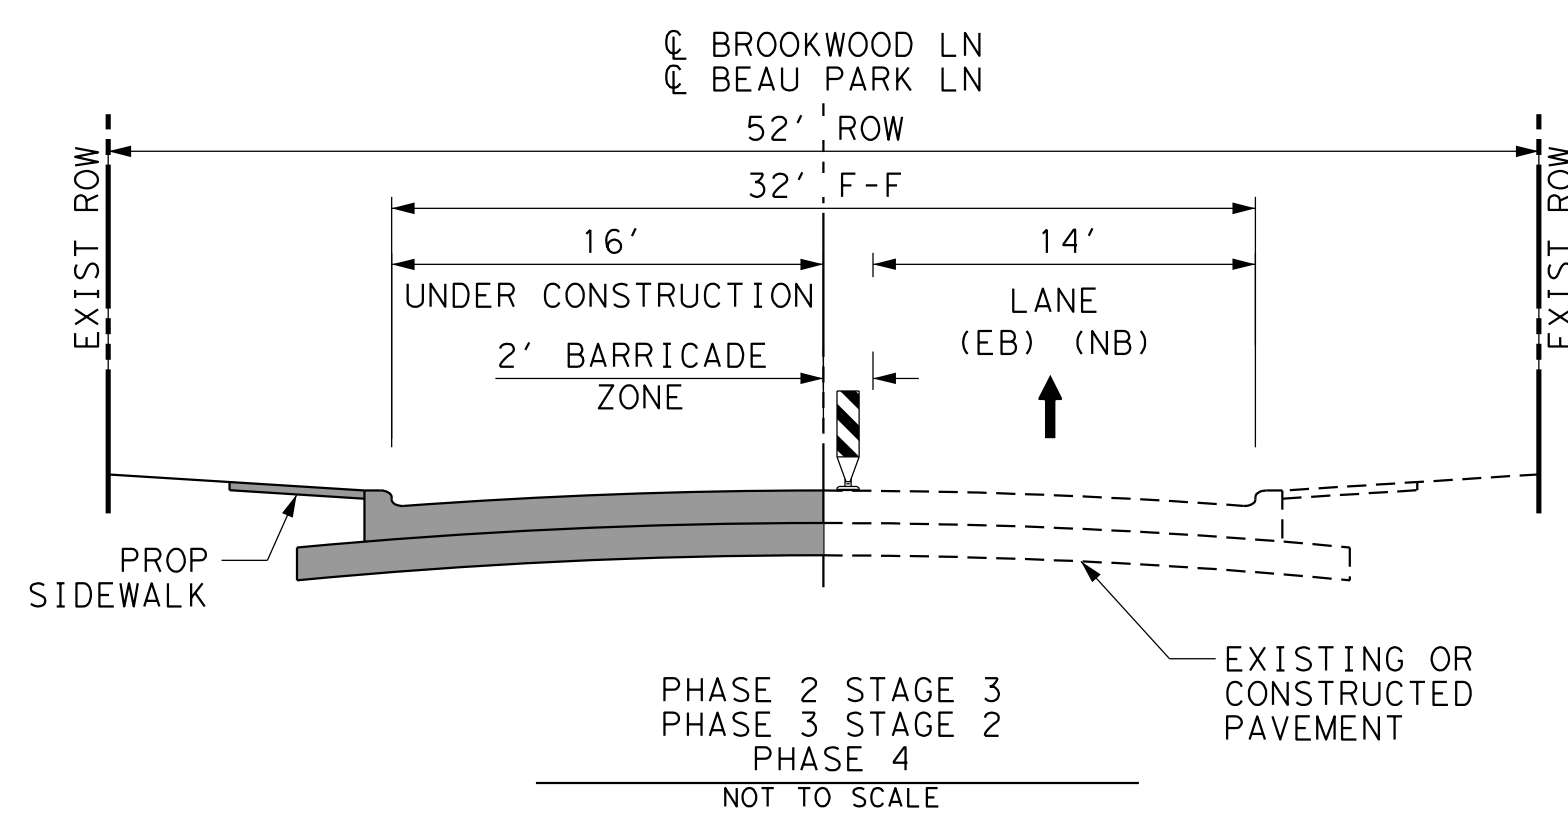 ℄ BROOKWOOD LN
℄ BEAU PARK LN
52' ROW
32' F-F
16'
14'
UNDER CONSTRUCTION
LANE
(EB) (NB)
2' BARRICADE
ZONE
EXIST ROW
EXIST ROW
PROP
SIDEWALK
EXISTING OR
CONSTRUCTED
PAVEMENT
PHASE 2 STAGE 3
PHASE 3 STAGE 2
PHASE 4
NOT TO SCALE